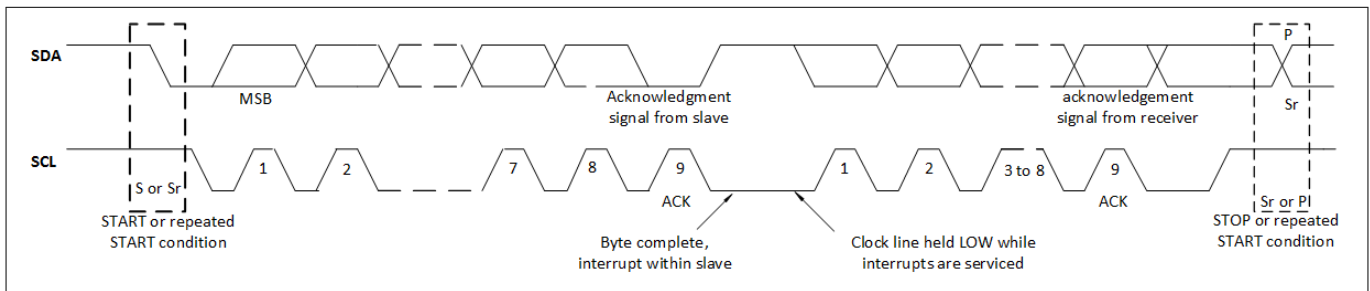 P
SDA
MSB
Acknowledgment
signal from slave
acknowledgement
signal from receiver
Sr
SCL
1
2
7
8
9
1
2
3 to 8
9
S or Sr
ACK
ACK
Sr or P
START or repeated
START condition
STOP or repeated
START condition
Byte complete,
interrupt within slave
Clock line held LOW while
interrupts are serviced